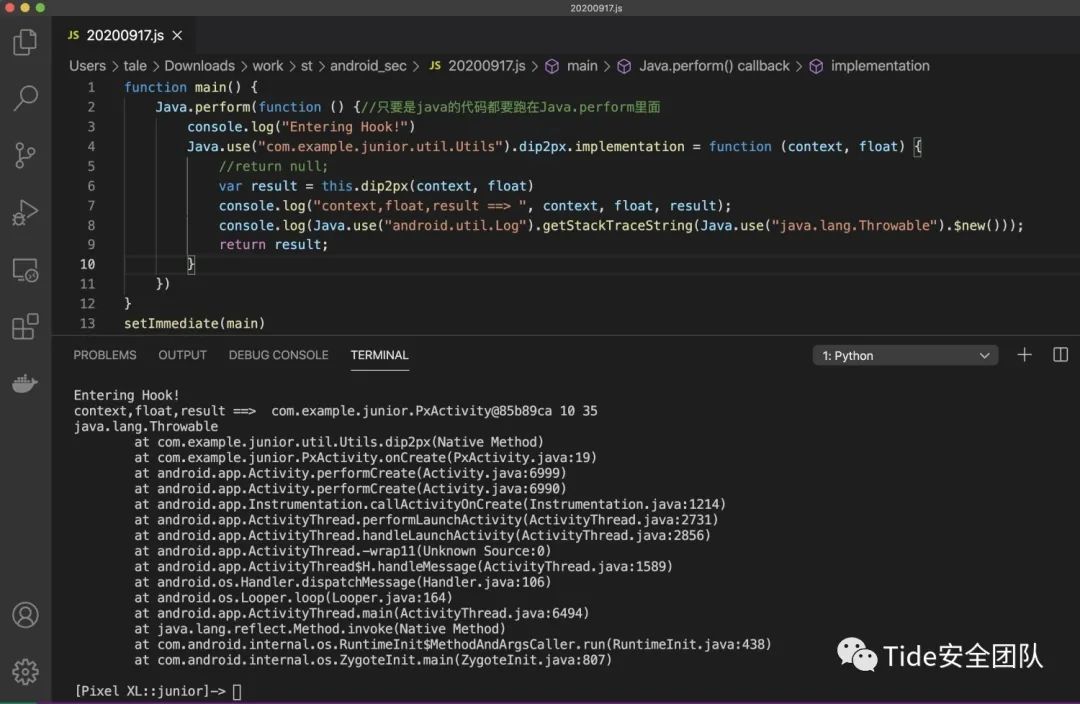 20200917.js
JS 20200917.js ×
Users > tale > Downloads > work > st > android_sec > JS 20200917.js > main > Java.perform() callback > implementation
1 function main() {
2 Java.perform(function () {//只要是java的代码都要跑在Java.perform里面
3 console.log("Entering Hook!")
4 Java.use("com.example.junior.util.Utils").dip2px.implementation = function (context, float) {
5 //return null;
6 var result = this.dip2px(context, float)
7 console.log("context,float,result ==> ", context, float, result);
8 console.log(Java.use("android.util.Log").getStackTraceString(Java.use("java.lang.Throwable").$new()));
9 return result;
10 }
11 })
12 }
13 setImmediate(main)
PROBLEMS OUTPUT DEBUG CONSOLE TERMINAL 1: Python
Entering Hook!
context,float,result ==>  com.example.junior.PxActivity@85b89ca 10 35
java.lang.Throwable
at com.example.junior.util.Utils.dip2px(Native Method)
at com.example.junior.PxActivity.onCreate(PxActivity.java:19)
at android.app.Activity.performCreate(Activity.java:6999)
at android.app.Activity.performCreate(Activity.java:6990)
at android.app.Instrumentation.callActivityOnCreate(Instrumentation.java:1214)
at android.app.ActivityThread.performLaunchActivity(ActivityThread.java:2731)
at android.app.ActivityThread.handleLaunchActivity(ActivityThread.java:2856)
at android.app.ActivityThread.-wrap11(Unknown Source:0)
at android.app.ActivityThread$H.handleMessage(ActivityThread.java:1589)
at android.os.Handler.dispatchMessage(Handler.java:106)
at android.os.Looper.loop(Looper.java:164)
at android.app.ActivityThread.main(ActivityThread.java:6494)
at java.lang.reflect.Method.invoke(Native Method)
at com.android.internal.os.RuntimeInit$MethodAndArgsCaller.run(RuntimeInit.java:438)
at com.android.internal.os.ZygoteInit.main(ZygoteInit.java:807)
Tide安全团队
[Pixel XL::junior]->